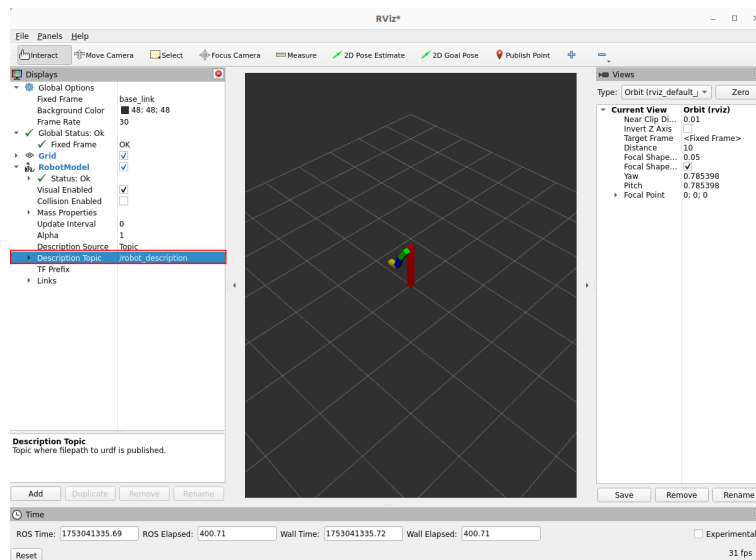 RViz*
File Panels Help
Interact Move Camera Select Focus Camera Measure 2D Pose Estimate 2D Goal Pose Publish Point
Displays
Global Options
Fixed Frame base_link
Background Color 48; 48; 48
Frame Rate 30
Global Status: Ok
Fixed Frame OK
Grid
RobotModel
Status: Ok
Visual Enabled
Collision Enabled
Mass Properties
Update Interval 0
Alpha 1
Description Source Topic
Description Topic /robot_description
TF Prefix
Links
Description Topic
Topic where filepath to urdf is published.
Add Duplicate Remove Rename
Views
Type: Orbit (rviz_default_ Zero
Current View Orbit (rviz)
Near Clip Di... 0.01
Invert Z Axis
Target Frame <Fixed Frame>
Distance 10
Focal Shape... 0.05
Focal Shape...
Yaw 0.785398
Pitch 0.785398
Focal Point 0; 0; 0
Save Remove Rename
Time
ROS Time: 1753041335.69 ROS Elapsed: 400.71 Wall Time: 1753041335.72 Wall Elapsed: 400.71 Experimental
Reset 31 fps